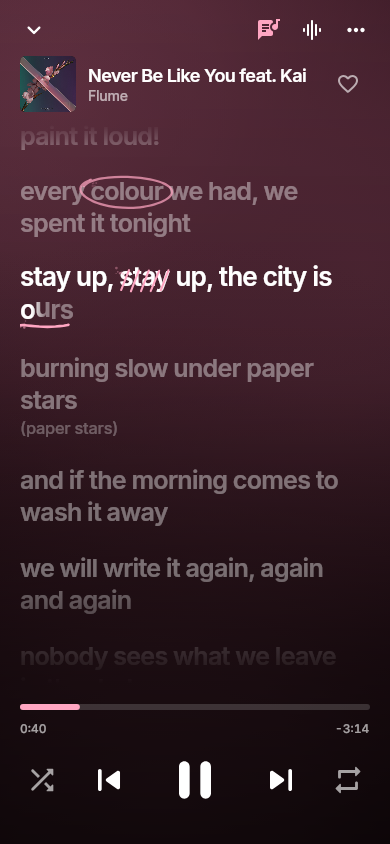 Never Be Like You feat. Kai
Flume
paint it loud!
every colour we had, we
spent it tonight
stay up, stay up, the city is
ours
burning slow under paper
stars
(paper stars)
and if the morning comes to
wash it away
we will write it again, again
and again
nobody sees what we leave
0:40
-3:14